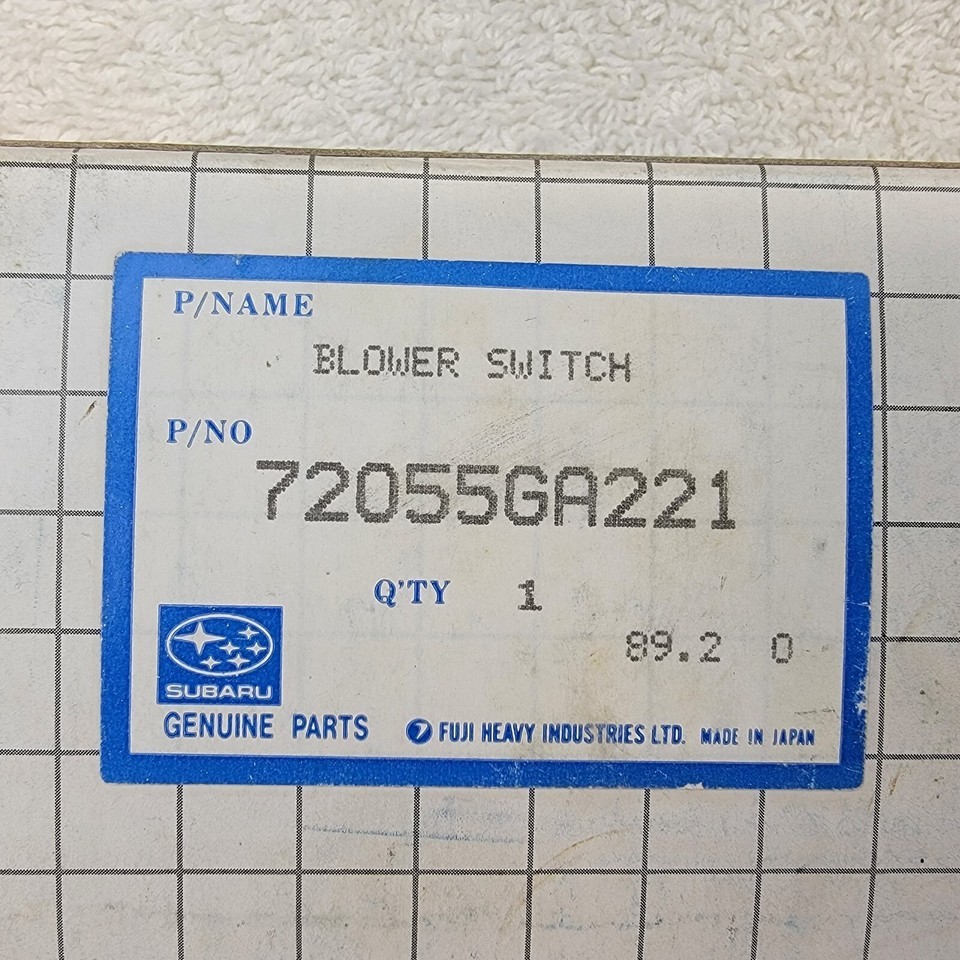 P/NAME
BLOWER SWITCH
P/NO
72055GA221
Q'TY 1
89.2 0
SUBARU
GENUINE PARTS FUJI HEAVY INDUSTRIES LTD. MADE IN JAPAN